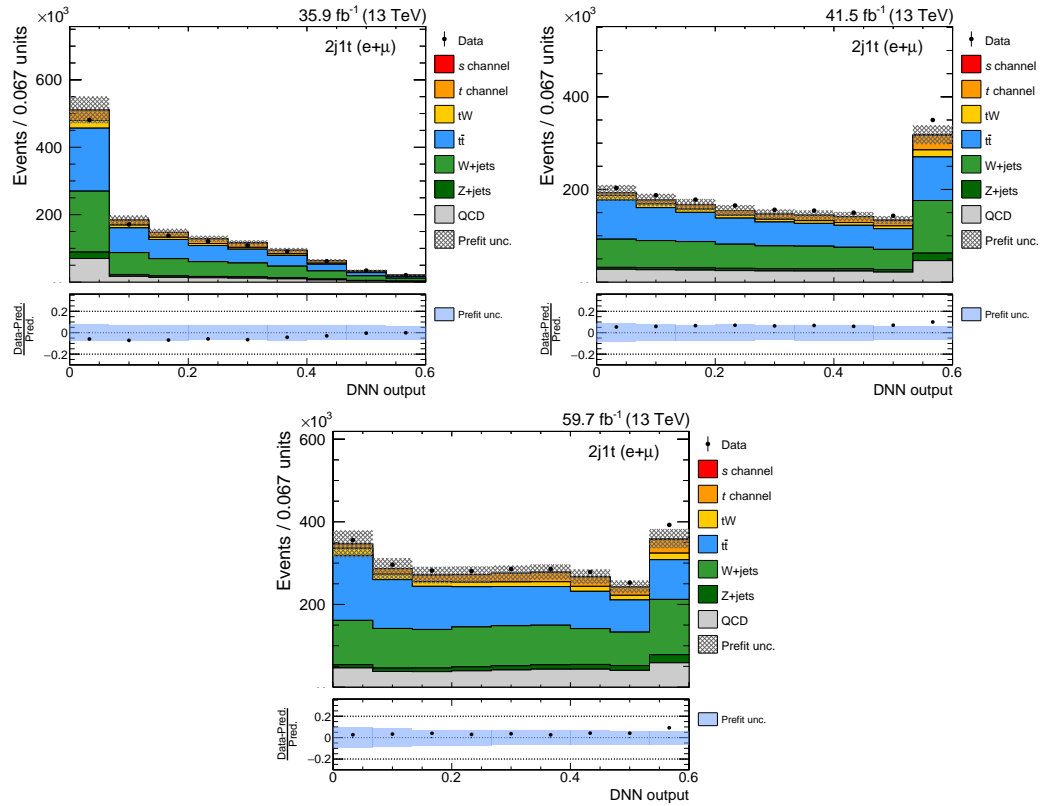 ×10³ 35.9 fb⁻¹ (13 TeV)
2j1t (e+μ)
Events / 0.067 units
600
400
200
Data
s channel
t channel
tW
tt̄
W+jets
Z+jets
QCD
Prefit unc.
Data-Pred.
Pred.
0.2
0
−0.2
Prefit unc.
0 0.2 0.4 0.6
DNN output
×10³ 41.5 fb⁻¹ (13 TeV)
2j1t (e+μ)
Events / 0.067 units
400
200
Data
s channel
t channel
tW
tt̄
W+jets
Z+jets
QCD
Prefit unc.
Data-Pred.
Pred.
0.2
0
−0.2
Prefit unc.
0 0.2 0.4 0.6
DNN output
×10³ 59.7 fb⁻¹ (13 TeV)
2j1t (e+μ)
Events / 0.067 units
600
400
200
Data
s channel
t channel
tW
tt̄
W+jets
Z+jets
QCD
Prefit unc.
Data-Pred.
Pred.
0.2
0
−0.2
Prefit unc.
0 0.2 0.4 0.6
DNN output